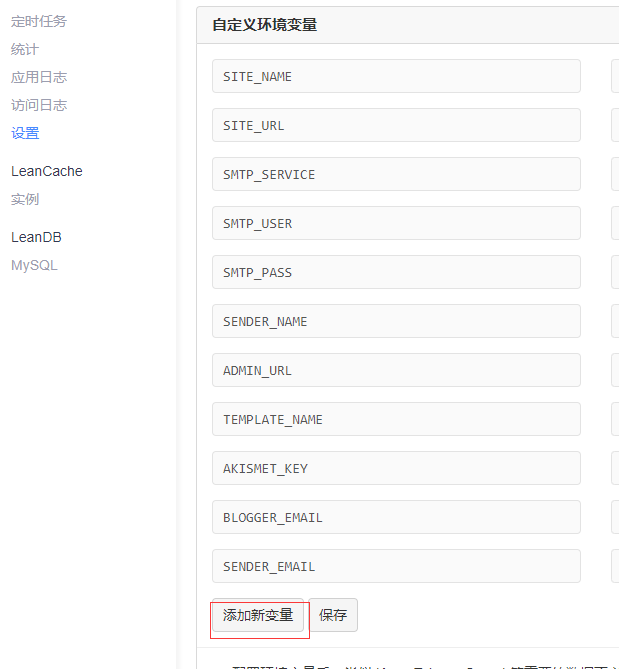 定时任务
统计
应用日志
访问日志
设置
LeanCache
实例
LeanDB
MySQL
自定义环境变量
SITE_NAME
SITE_URL
SMTP_SERVICE
SMTP_USER
SMTP_PASS
SENDER_NAME
ADMIN_URL
TEMPLATE_NAME
AKISMET_KEY
BLOGGER_EMAIL
SENDER_EMAIL
添加新变量 保存